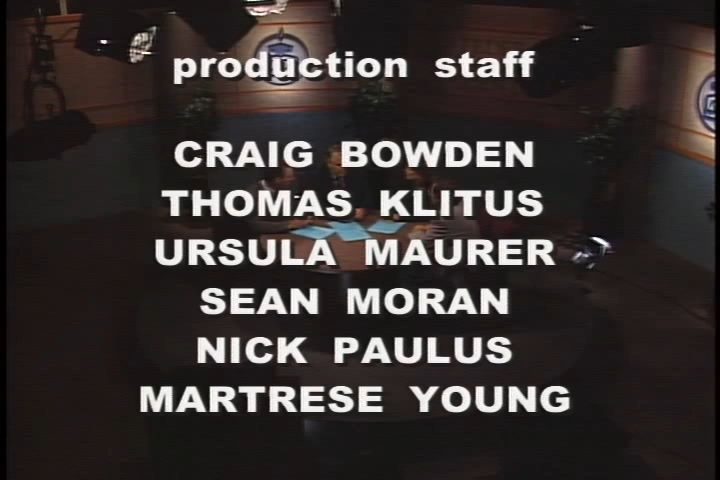 production staff
CRAIG BOWDEN
THOMAS KLITUS
URSULA MAURER
SEAN MORAN
NICK PAULUS
MARTRESE YOUNG